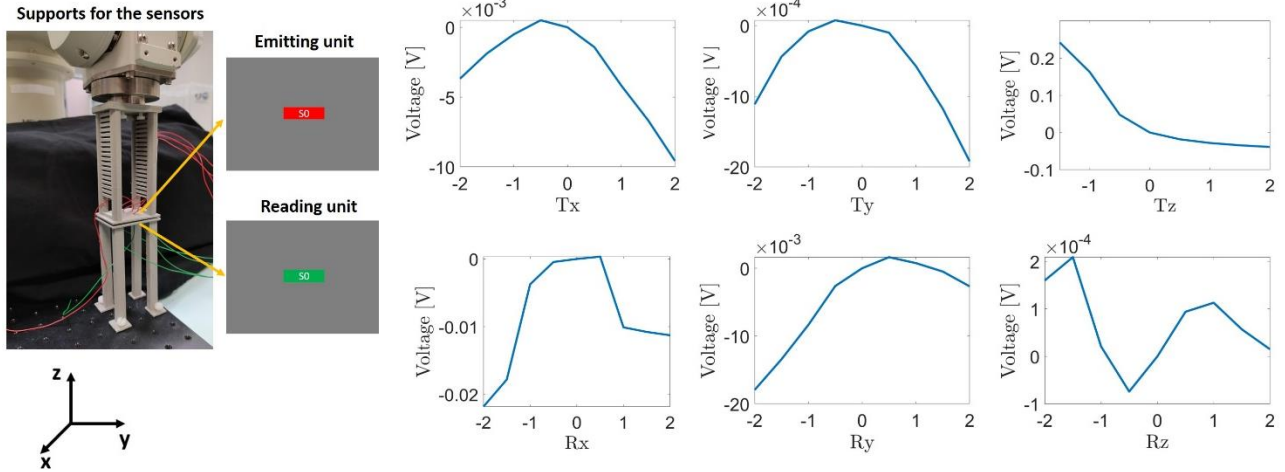 Supports for the sensors
Emitting unit
S0
Reading unit
S0
z
y
x
×10⁻³
Voltage [V]
0
-5
-10
-2 -1 0 1 2
Tx
×10⁻⁴
Voltage [V]
0
-10
-20
-2 -1 0 1 2
Ty
Voltage [V]
0.2
0.1
0
-0.1
-1 0 1 2
Tz
Voltage [V]
0
-0.01
-0.02
-2 -1 0 1 2
Rx
×10⁻³
Voltage [V]
0
-10
-20
-2 -1 0 1 2
Ry
×10⁻⁴
Voltage [V]
2
1
0
-1
-2 -1 0 1 2
Rz